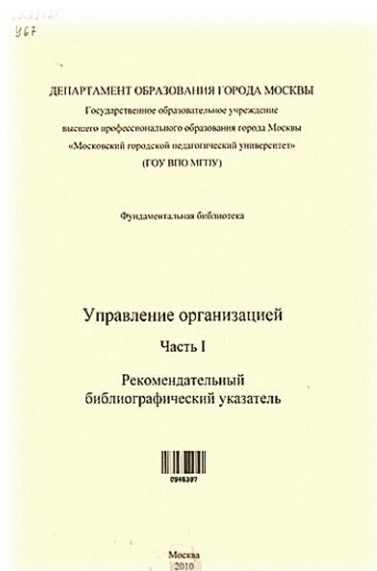 У67
ДЕПАРТАМЕНТ ОБРАЗОВАНИЯ ГОРОДА МОСКВЫ
Государственное образовательное учреждение
высшего профессионального образования города Москвы
«Московский городской педагогический университет»
(ГОУ ВПО МГПУ)
Фундаментальная библиотека
Управление организацией
Часть I
Рекомендательный
библиографический указатель
0946397
Москва
2010